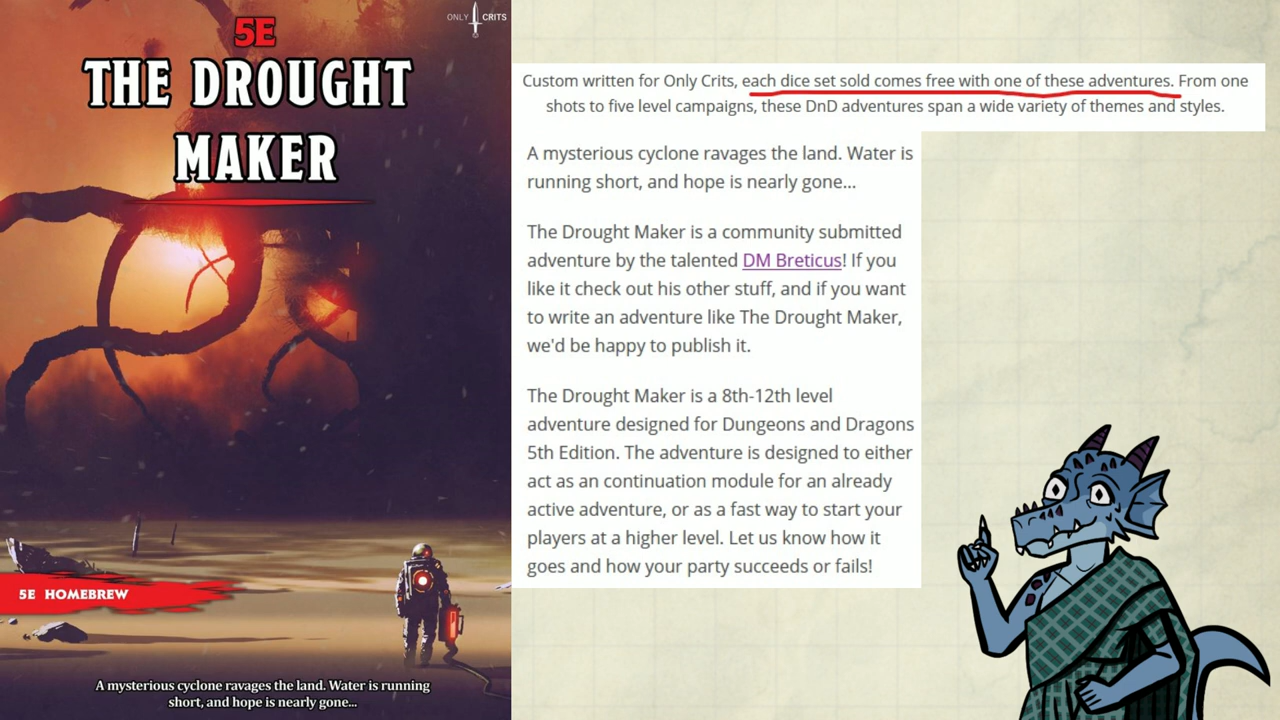 5E
THE DROUGHT
MAKER
ONLY CRITS
5E HOMEBREW
A mysterious cyclone ravages the land. Water is running
short, and hope is nearly gone...
Custom written for Only Crits, each dice set sold comes free with one of these adventures. From one
shots to five level campaigns, these DnD adventures span a wide variety of themes and styles.
A mysterious cyclone ravages the land. Water is
running short, and hope is nearly gone...
The Drought Maker is a community submitted
adventure by the talented DM Breticus! If you
like it check out his other stuff, and if you want
to write an adventure like The Drought Maker,
we'd be happy to publish it.
The Drought Maker is a 8th-12th level
adventure designed for Dungeons and Dragons
5th Edition. The adventure is designed to either
act as an continuation module for an already
active adventure, or as a fast way to start your
players at a higher level. Let us know how it
goes and how your party succeeds or fails!